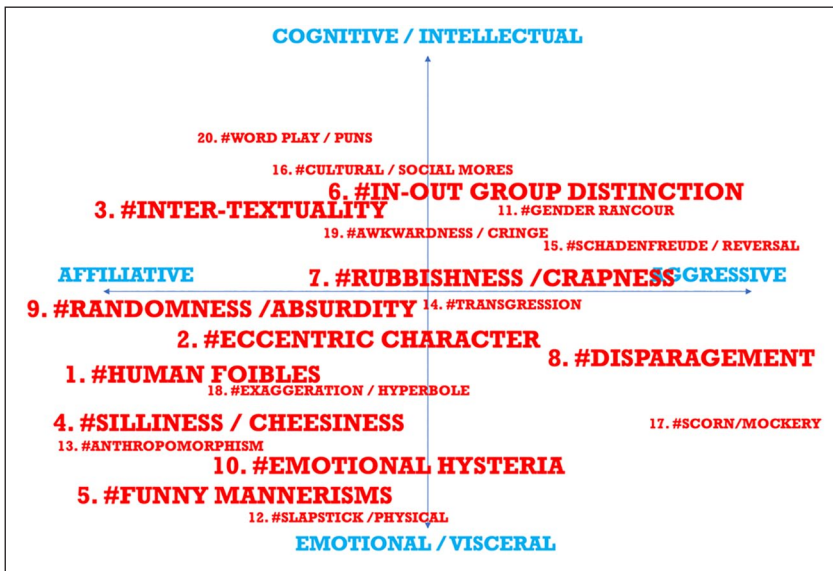 COGNITIVE / INTELLECTUAL
20. #WORD PLAY / PUNS
16. #CULTURAL / SOCIAL MORES
6. #IN-OUT GROUP DISTINCTION
3. #INTER-TEXTUALITY
11. #GENDER RANCOUR
19. #AWKWARDNESS / CRINGE
15. #SCHADENFREUDE / REVERSAL
AFFILIATIVE
7. #RUBBISHNESS /CRAPNESS
AGGRESSIVE
9. #RANDOMNESS /ABSURDITY
14. #TRANSGRESSION
2. #ECCENTRIC CHARACTER
8. #DISPARAGEMENT
1. #HUMAN FOIBLES
18. #EXAGGERATION / HYPERBOLE
4. #SILLINESS / CHEESINESS
17. #SCORN/MOCKERY
13. #ANTHROPOMORPHISM
10. #EMOTIONAL HYSTERIA
5. #FUNNY MANNERISMS
12. #SLAPSTICK /PHYSICAL
EMOTIONAL / VISCERAL